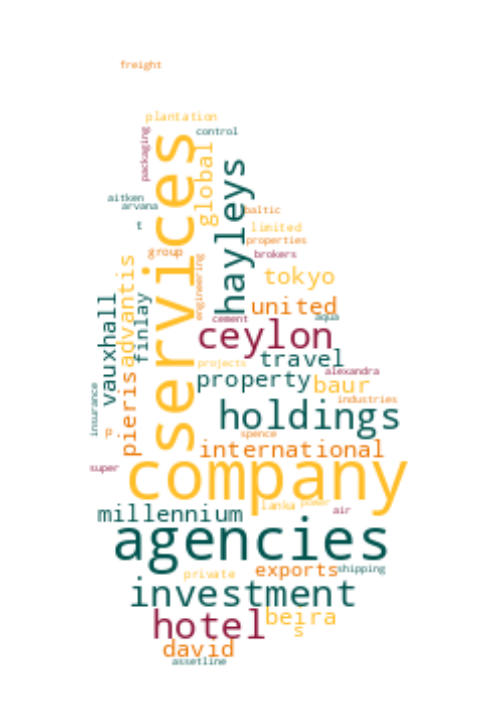 freight
plantation
control
packaging
services
global
hayleys
aitken
arvana
baltic
t
limited
properties
group
brokers
advantis
engineering
tokyo
vauxhall
finlay
united
cement
aqua
ceylon
travel
projects
alexandra
pieris
property
baur
insurance
industries
holdings
p
spence
international
super
company
lanka
power
air
millennium
agencies
private
exports
shipping
investment
hotel
beira
s
david
assetline